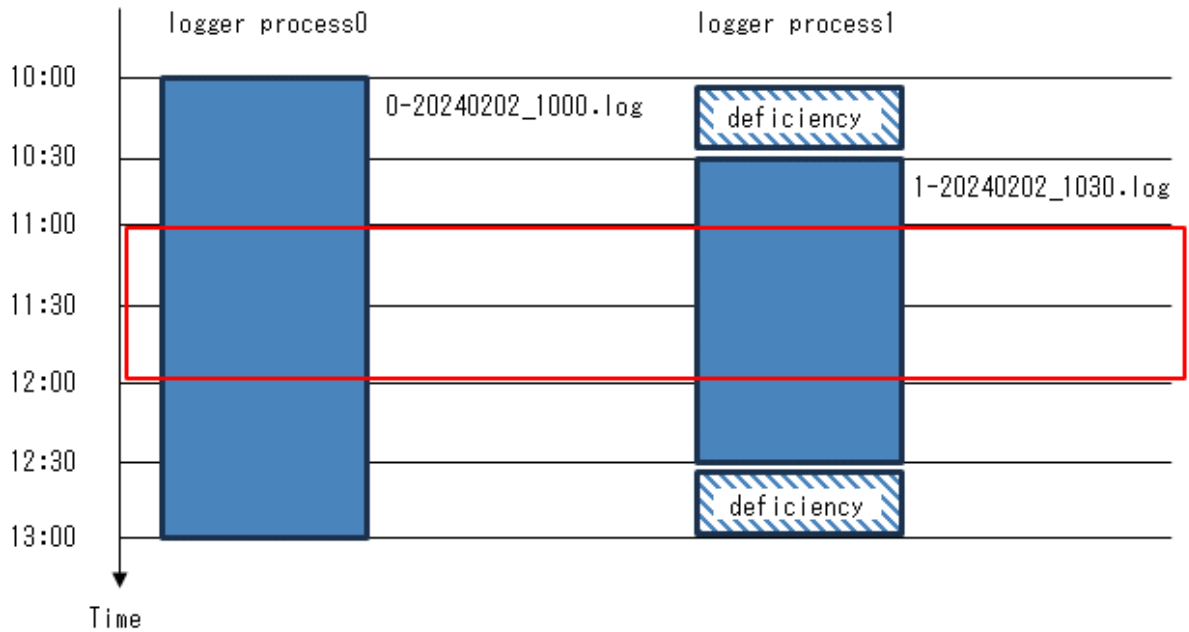 logger process0
logger process1
10:00
0-20240202_1000.log
deficiency
10:30
1-20240202_1030.log
11:00
11:30
12:00
12:30
deficiency
13:00
Time